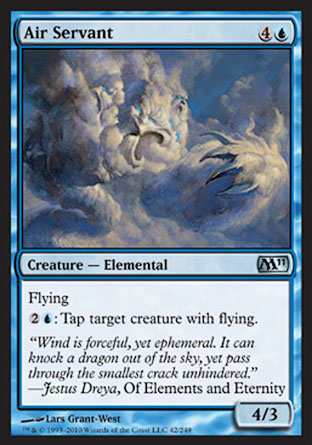 Air Servant 4
Creature — Elemental M11
Flying
2 : Tap target creature with flying.
“Wind is forceful, yet ephemeral. It can
knock a dragon out of the sky, yet pass
through the smallest crack unhindered.”
—Jestus Dreya, Of Elements and Eternity
4/3
Lars Grant-West
™ & © 1993–2010 Wizards of the Coast LLC 42/249